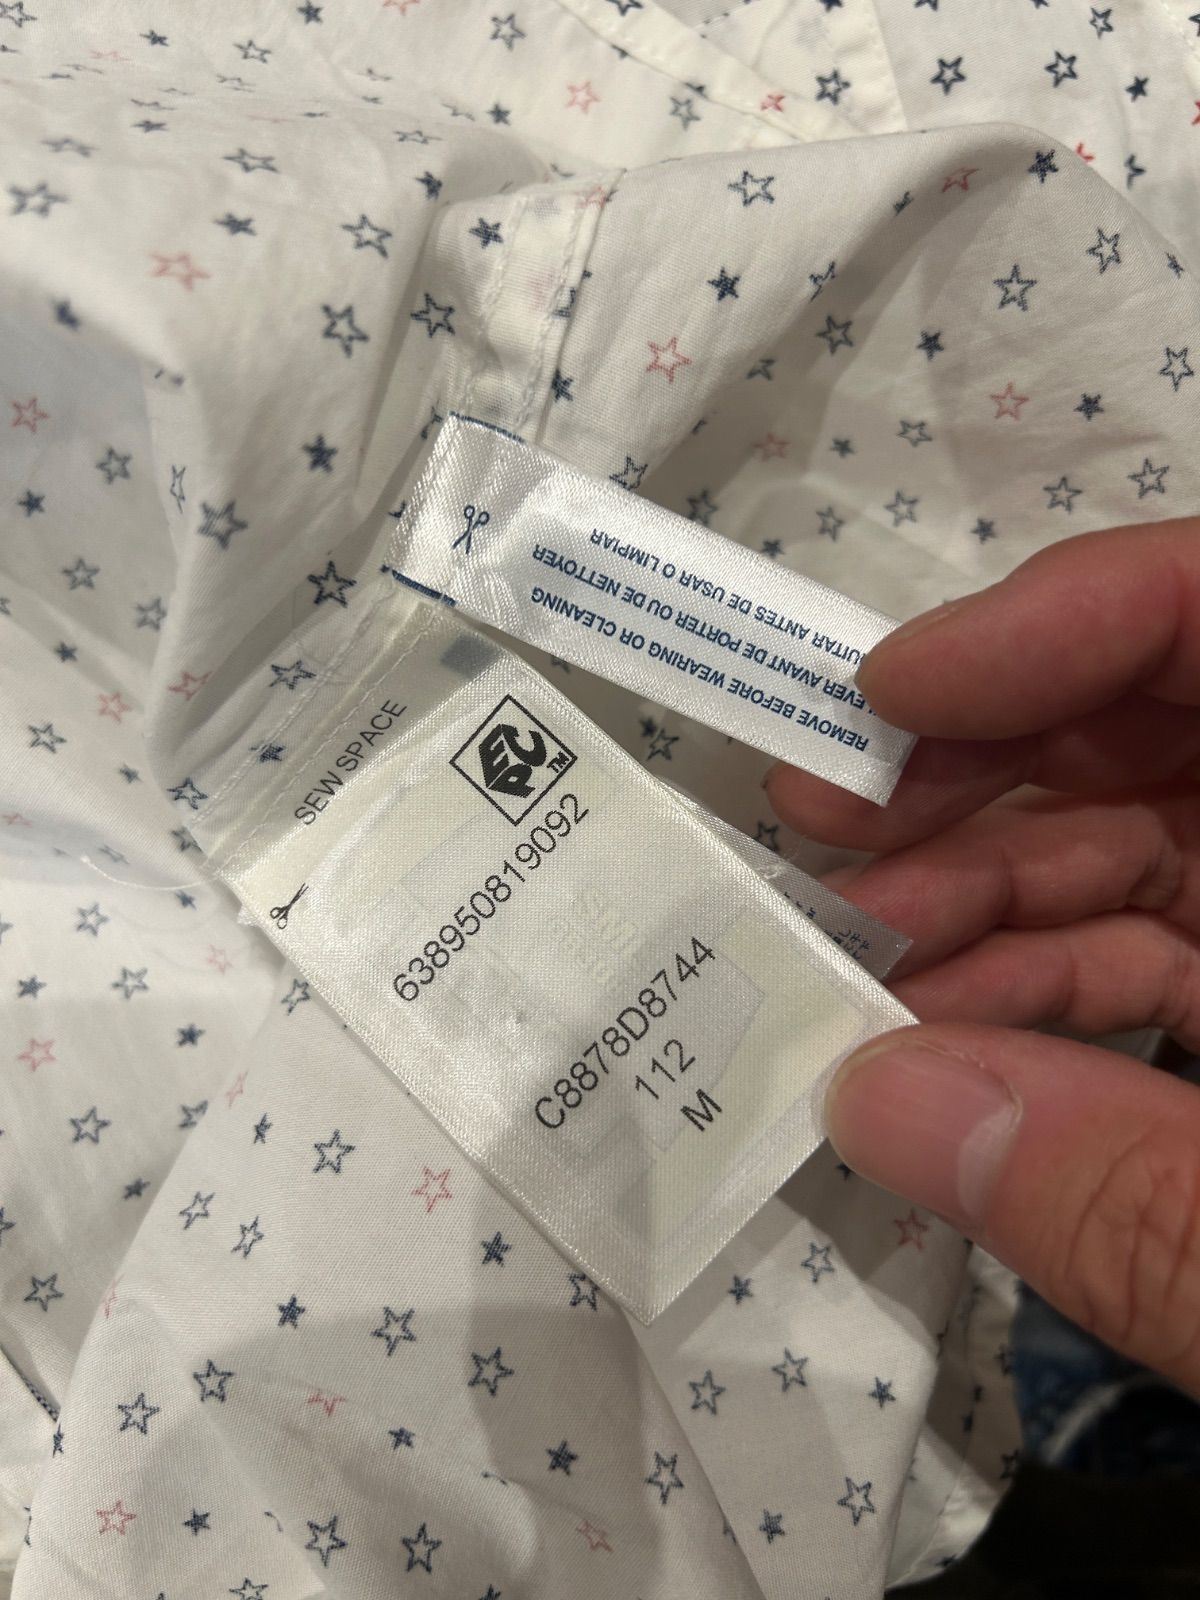 REMOVE BEFORE WEARING OR CLEANING
EVER AVANT DE PORTER OU DE NETTOYER
QUITAR ANTES DE USAR O LIMPIAR
SEW SPACE
EPC™
638950819092
C8878D8744
112
M